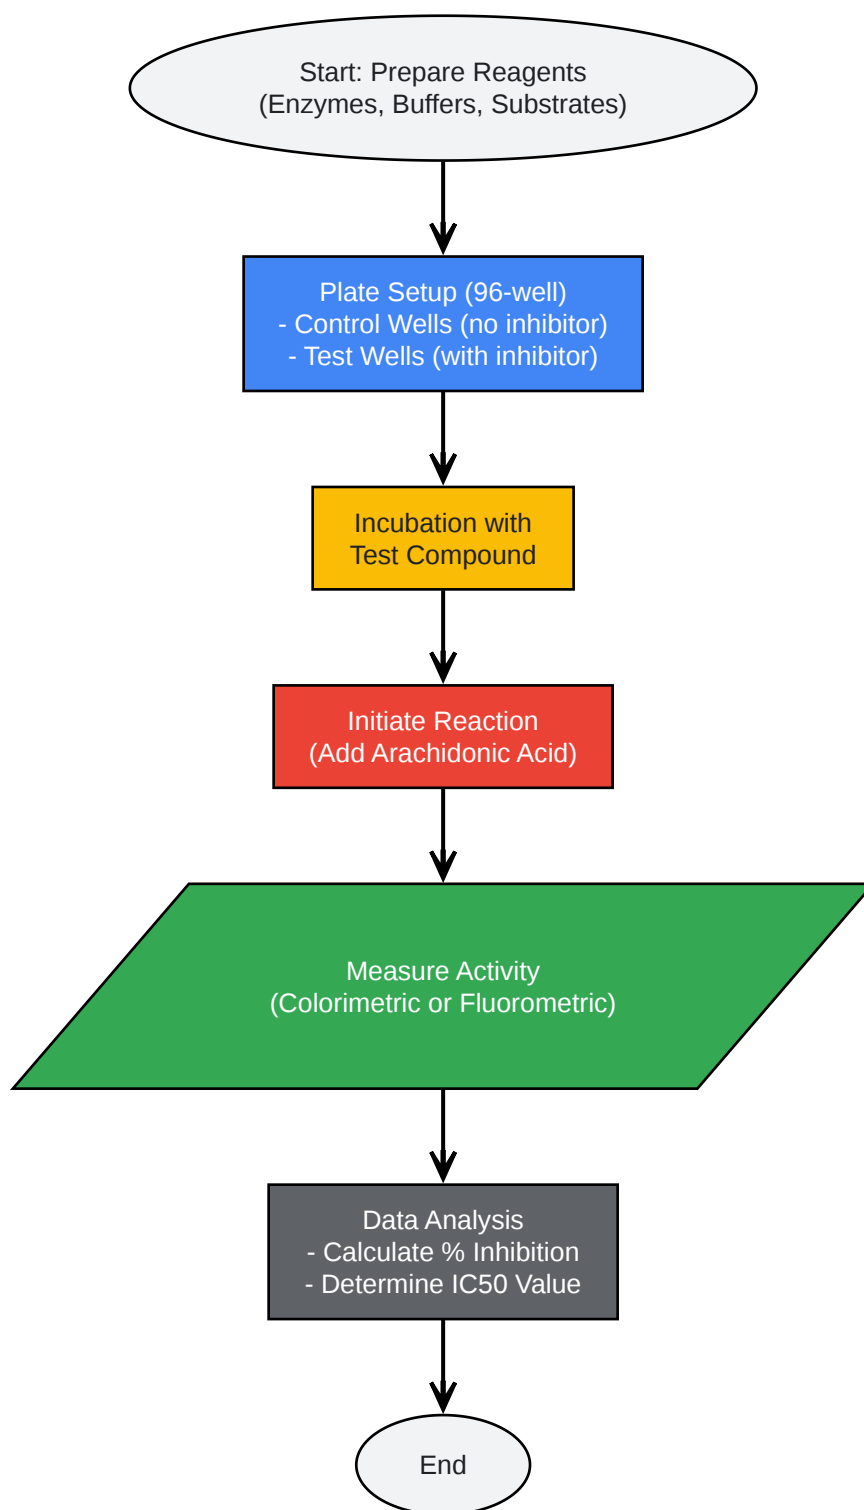 Start: Prepare Reagents
(Enzymes, Buffers, Substrates)
Plate Setup (96-well)
- Control Wells (no inhibitor)
- Test Wells (with inhibitor)
Incubation with
Test Compound
Initiate Reaction
(Add Arachidonic Acid)
Measure Activity
(Colorimetric or Fluorometric)
Data Analysis
- Calculate % Inhibition
- Determine IC50 Value
End